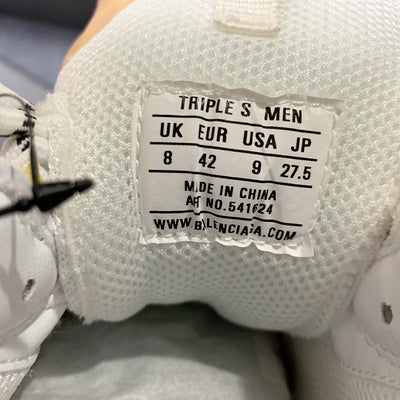 TRIPLE S MEN
UK EUR USA JP
8 42 9 27.5
MADE IN CHINA
ART NO.541624
WWW.BALENCIAGA.COM